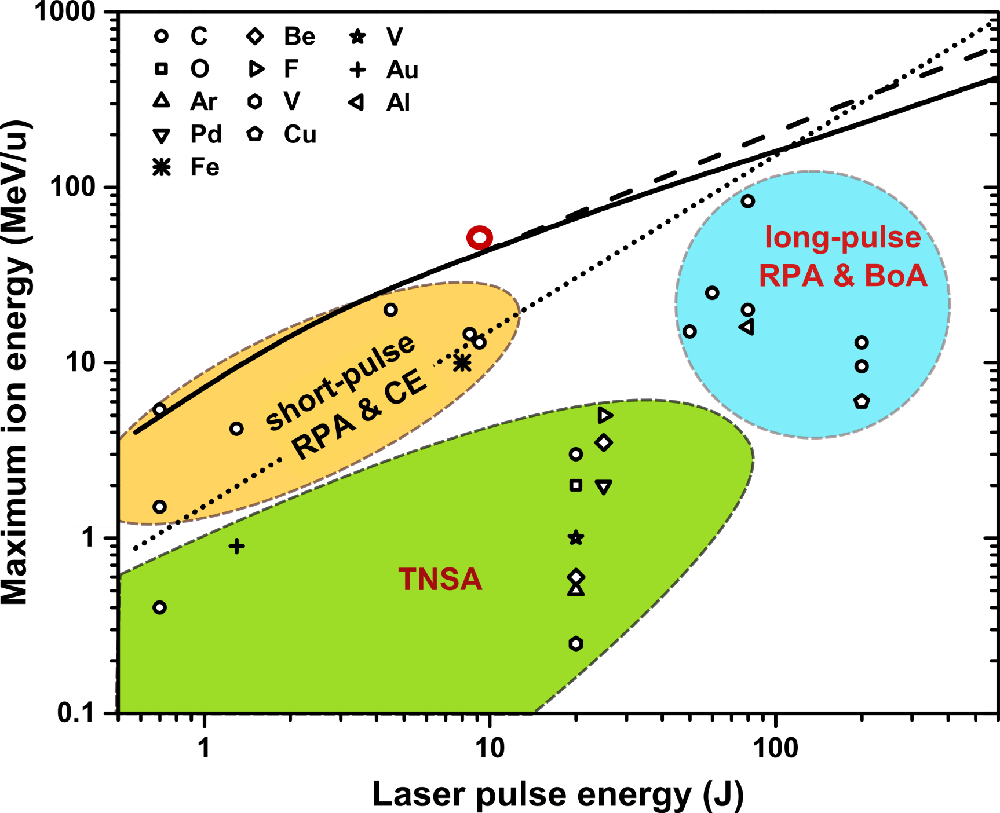 Maximum ion energy (MeV/u)
1000
100
10
1
0.1
C
Be
V
O
F
Au
Ar
V
Al
Pd
Cu
Fe
long-pulse
RPA & BoA
short-pulse
RPA & CE
TNSA
1
10
100
Laser pulse energy (J)